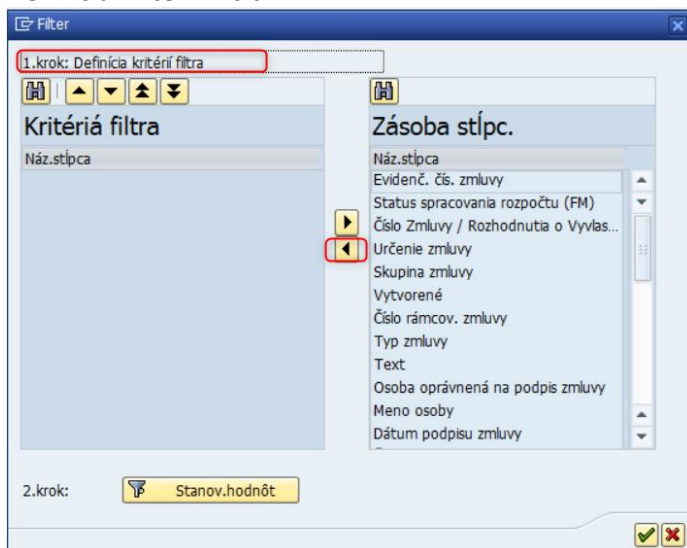 Filter
1.krok: Definícia kritérií filtra
Kritériá filtra
Náz.stĺpca
Zásoba stĺpc.
Náz.stĺpca
Evidenč. čís. zmluvy
Status spracovania rozpočtu (FM)
Číslo Zmluvy / Rozhodnutia o Vyvlas...
Určenie zmluvy
Skupina zmluvy
Vytvorené
Číslo rámcov. zmluvy
Typ zmluvy
Text
Osoba oprávnená na podpis zmluvy
Meno osoby
Dátum podpisu zmluvy
2.krok:
Stanov.hodnôt